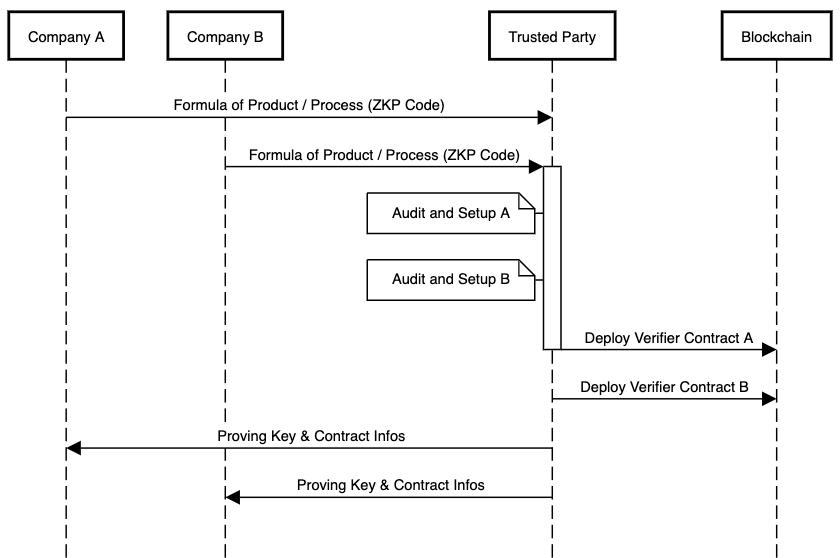 Company A
Company B
Trusted Party
Blockchain
Formula of Product / Process (ZKP Code)
Formula of Product / Process (ZKP Code)
Audit and Setup A
Audit and Setup B
Deploy Verifier Contract A
Deploy Verifier Contract B
Proving Key & Contract Infos
Proving Key & Contract Infos